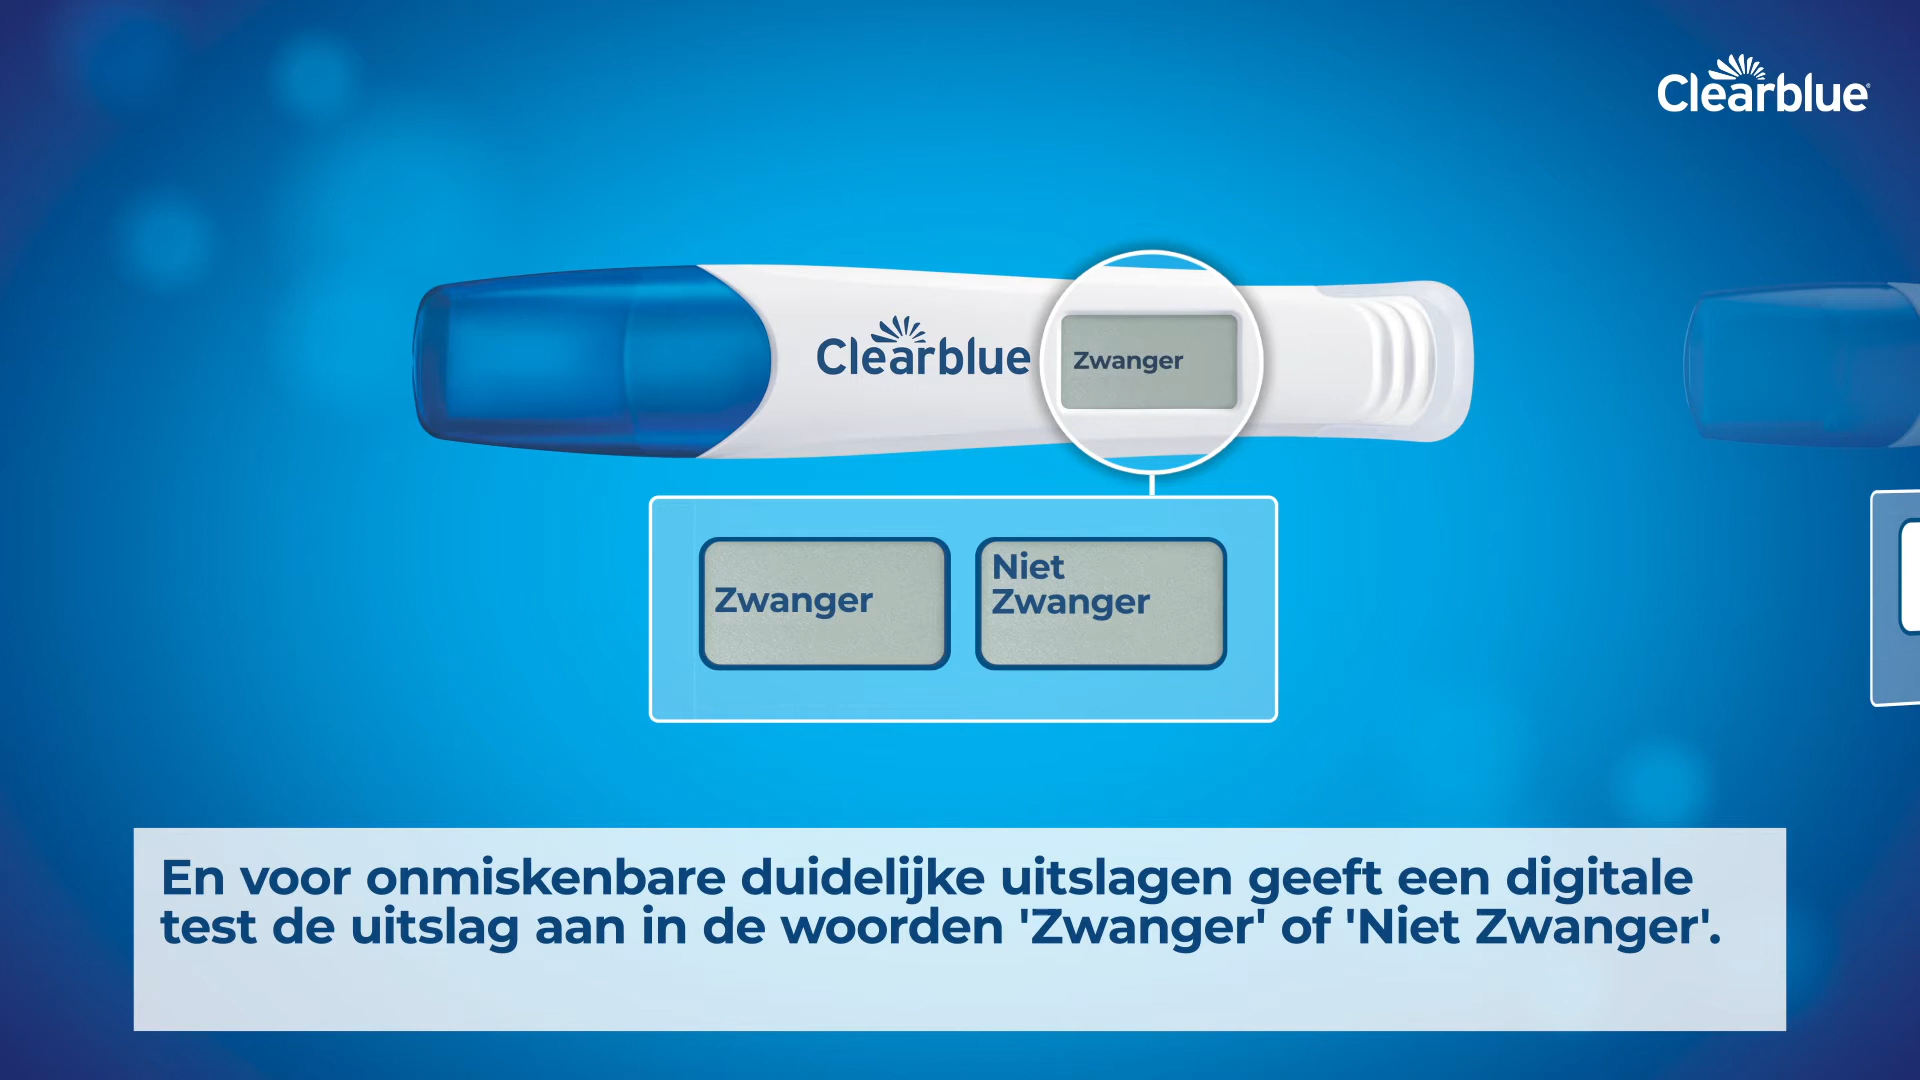 Clearblue
Clearblue
Zwanger
Zwanger
Niet
Zwanger
En voor onmiskenbare duidelijke uitslagen geeft een digitale
test de uitslag aan in de woorden 'Zwanger' of 'Niet Zwanger'.